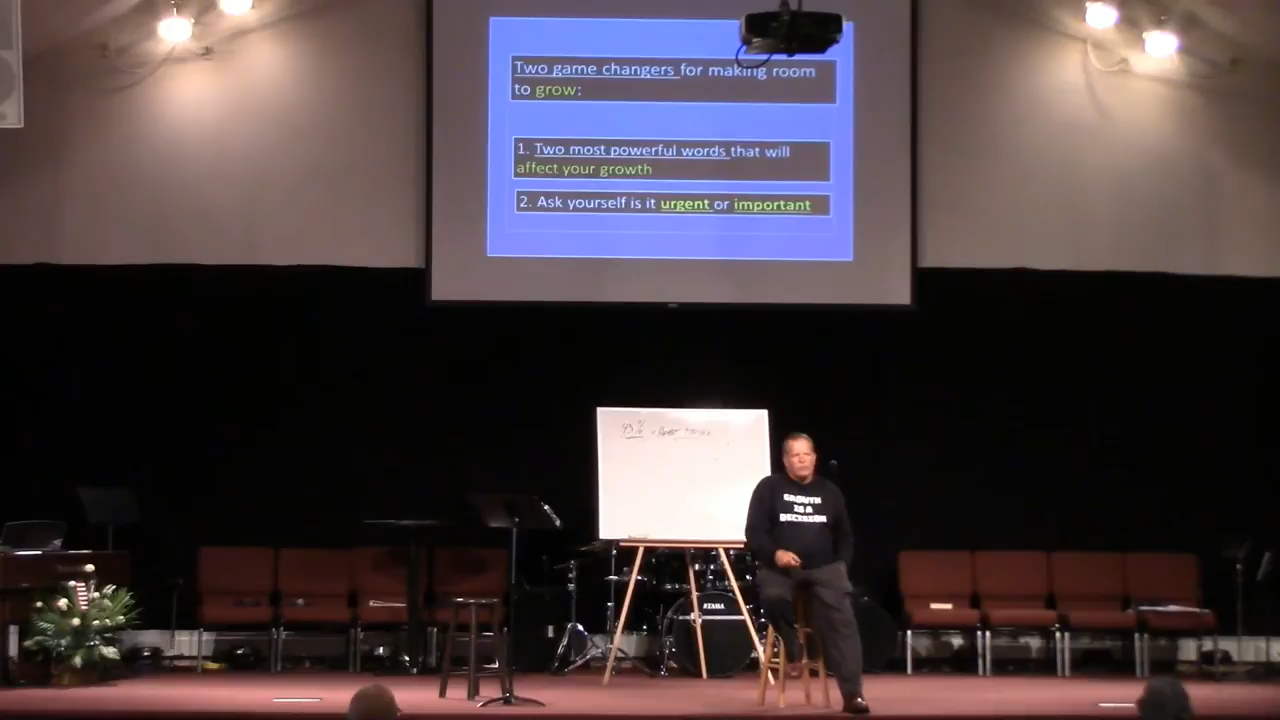 Two game changers for making room
to grow:
1. Two most powerful words that will
affect your growth
2. Ask yourself is it urgent or important
GROWTH
IS A
DECISION
TAMA